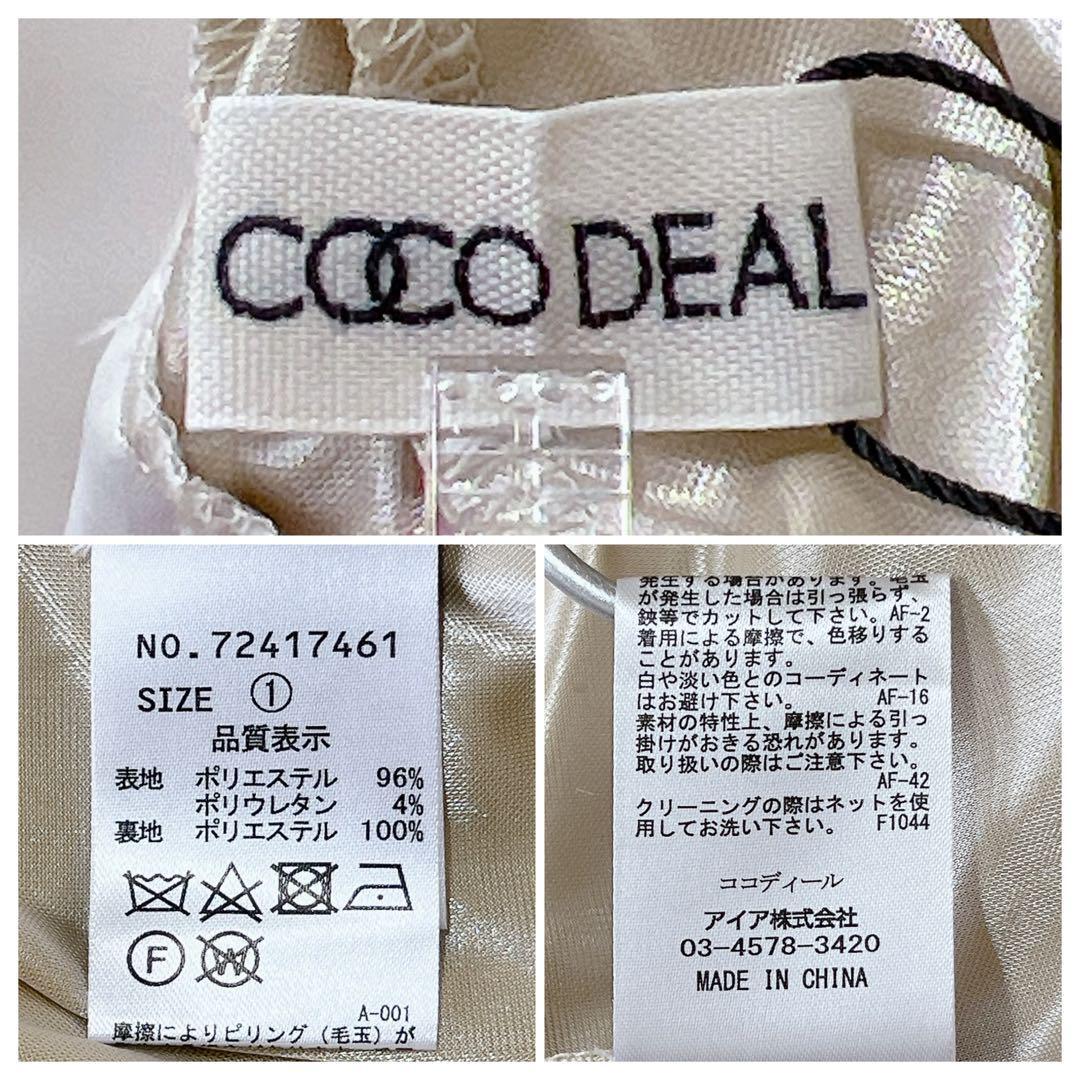 COCO DEAL
NO.72417461
SIZE ①
品質表示
表地 ポリエステル 96%
ポリウレタン 4%
裏地 ポリエステル 100%
F
W
A-001
摩擦によりピリング(毛玉)が
発生する場合があります。毛玉
が発生した場合は引っ張らず、
鋏等でカットして下さい。AF-2
着用による摩擦で、色移りする
ことがあります。
白や淡い色とのコーディネート
はお避け下さい。 AF-16
素材の特性上、摩擦による引っ
掛けがおきる恐れがあります。
取り扱いの際はご注意下さい。
AF-42
クリーニングの際はネットを使
用してお洗い下さい。 F1044
ココディール
アイア株式会社
03-4578-3420
MADE IN CHINA